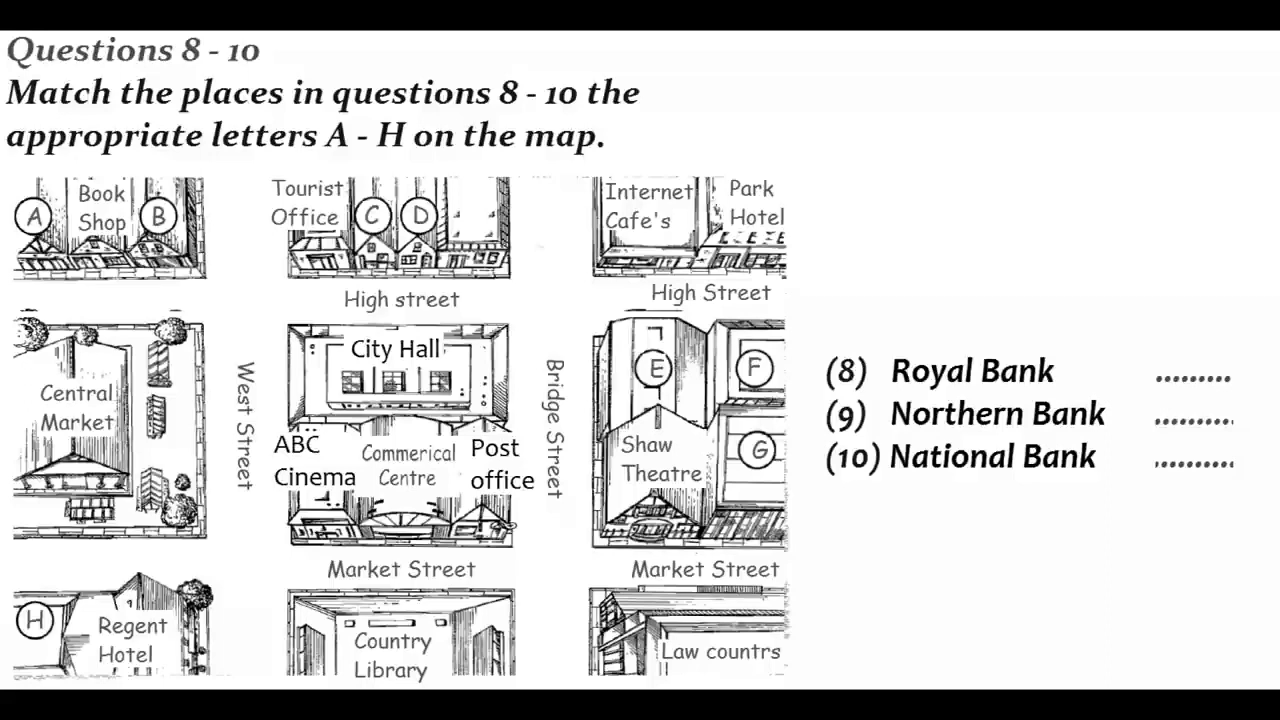 Questions 8 - 10
Match the places in questions 8 - 10 the
appropriate letters A - H on the map.
A
Book
Shop
B
Tourist
Office
C
D
Internet
Cafe's
Park
Hotel
High street
High Street
City Hall
E
F
Central
Market
West Street
Bridge Street
ABC
Cinema
Commerical
Centre
Post
office
Shaw
Theatre
G
Market Street
Market Street
H
Regent
Hotel
Country
Library
Law countrs
(8) Royal Bank ..........
(9) Northern Bank ...........
(10) National Bank ...........